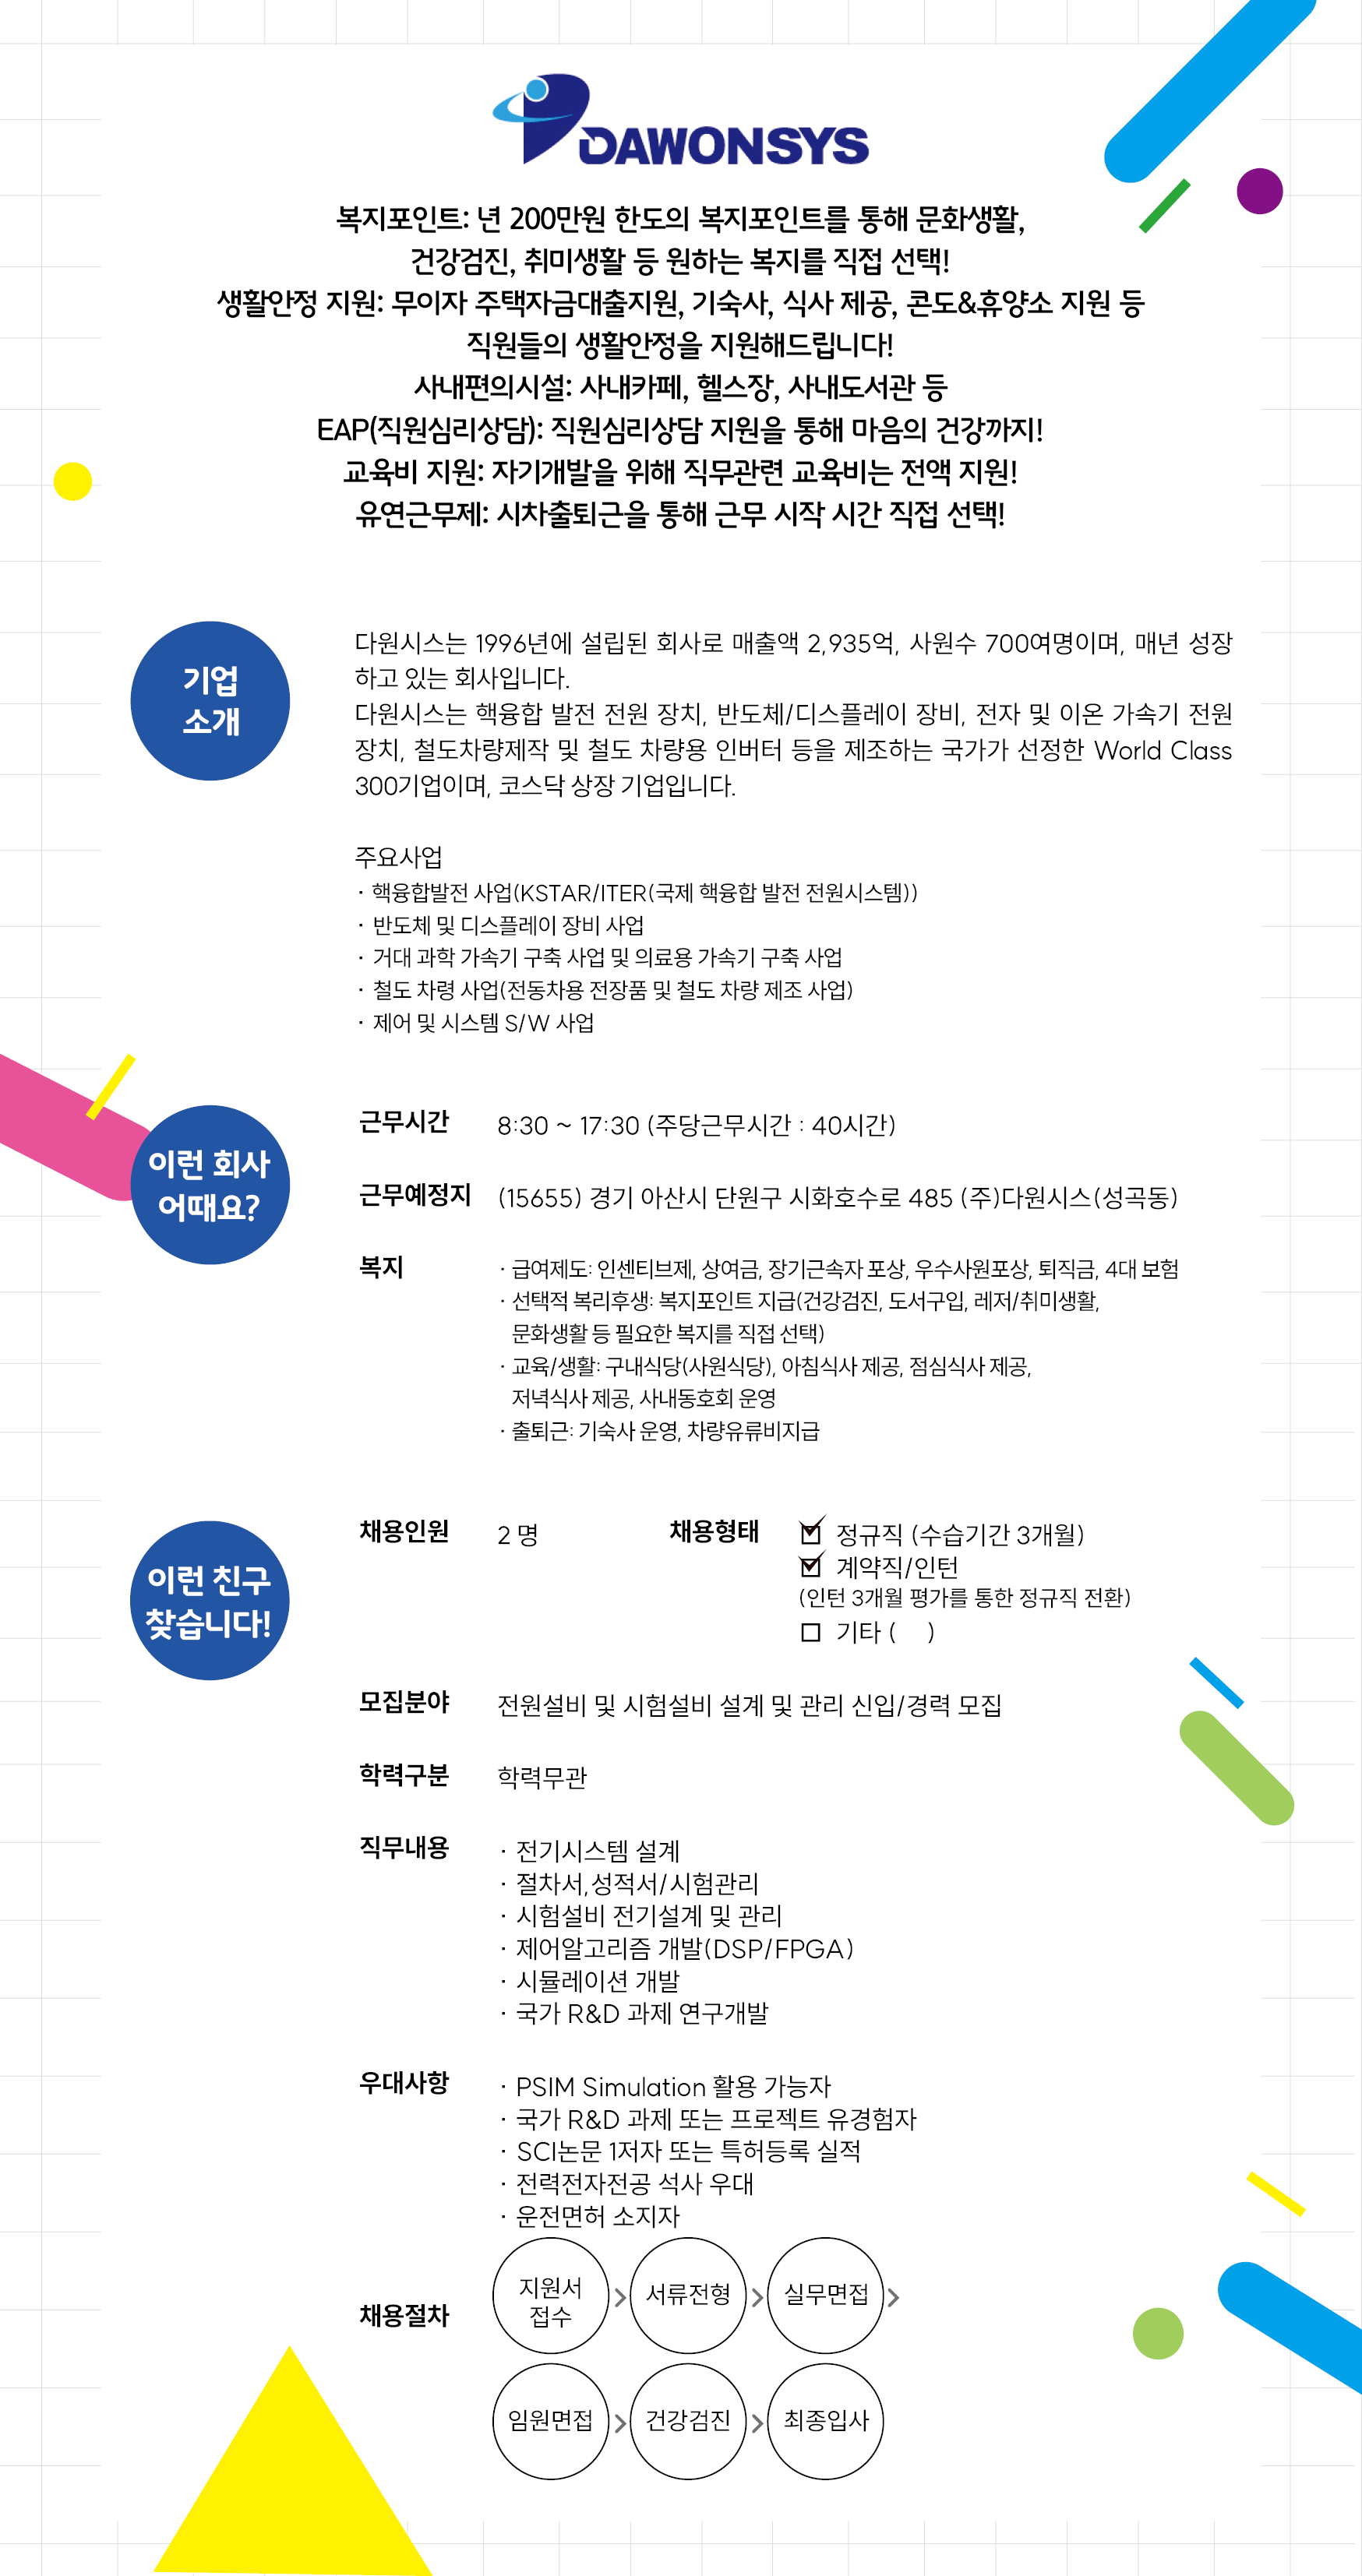 DAWONSYS
복지포인트: 년 200만원 한도의 복지포인트를 통해 문화생활,
건강검진, 취미생활 등 원하는 복지를 직접 선택!
생활안정 지원: 무이자 주택자금대출지원, 기숙사, 식사 제공, 콘도&휴양소 지원 등
직원들의 생활안정을 지원해드립니다!
사내편의시설: 사내카페, 헬스장, 사내도서관 등
EAP(직원심리상담): 직원심리상담 지원을 통해 마음의 건강까지!
교육비 지원: 자기개발을 위해 직무관련 교육비는 전액 지원!
유연근무제: 시차출퇴근을 통해 근무 시작 시간 직접 선택!
기업
소개
다원시스는 1996년에 설립된 회사로 매출액 2,935억, 사원수 700여명이며, 매년 성장
하고 있는 회사입니다.
다원시스는 핵융합 발전 전원 장치, 반도체/디스플레이 장비, 전자 및 이온 가속기 전원
장치, 철도차량제작 및 철도 차량용 인버터 등을 제조하는 국가가 선정한 World Class
300기업이며, 코스닥 상장 기업입니다.
주요사업
· 핵융합발전 사업(KSTAR/ITER(국제 핵융합 발전 전원시스템))
· 반도체 및 디스플레이 장비 사업
· 거대 과학 가속기 구축 사업 및 의료용 가속기 구축 사업
· 철도 차령 사업(전동차용 전장품 및 철도 차량 제조 사업)
· 제어 및 시스템 S/W 사업
이런 회사
어때요?
근무시간 8:30 ~ 17:30 (주당근무시간 : 40시간)
근무예정지 (15655) 경기 아산시 단원구 시화호수로 485 (주)다원시스(성곡동)
복지 · 급여제도: 인센티브제, 상여금, 장기근속자 포상, 우수사원포상, 퇴직금, 4대 보험
· 선택적 복리후생: 복지포인트 지급(건강검진, 도서구입, 레저/취미생활,
문화생활 등 필요한 복지를 직접 선택)
· 교육/생활: 구내식당(사원식당), 아침식사 제공, 점심식사 제공,
저녁식사 제공, 사내동호회 운영
· 출퇴근: 기숙사 운영, 차량유류비지급
이런 친구
찾습니다!
채용인원 2 명 채용형태 정규직 (수습기간 3개월)
계약직/인턴
(인턴 3개월 평가를 통한 정규직 전환)
기타 ( )
모집분야 전원설비 및 시험설비 설계 및 관리 신입/경력 모집
학력구분 학력무관
직무내용 · 전기시스템 설계
· 절차서,성적서/시험관리
· 시험설비 전기설계 및 관리
· 제어알고리즘 개발(DSP/FPGA)
· 시뮬레이션 개발
· 국가 R&D 과제 연구개발
우대사항 · PSIM Simulation 활용 가능자
· 국가 R&D 과제 또는 프로젝트 유경험자
· SCI논문 1저자 또는 특허등록 실적
· 전력전자전공 석사 우대
· 운전면허 소지자
채용절차
지원서
접수
서류전형
실무면접
임원면접
건강검진
최종입사